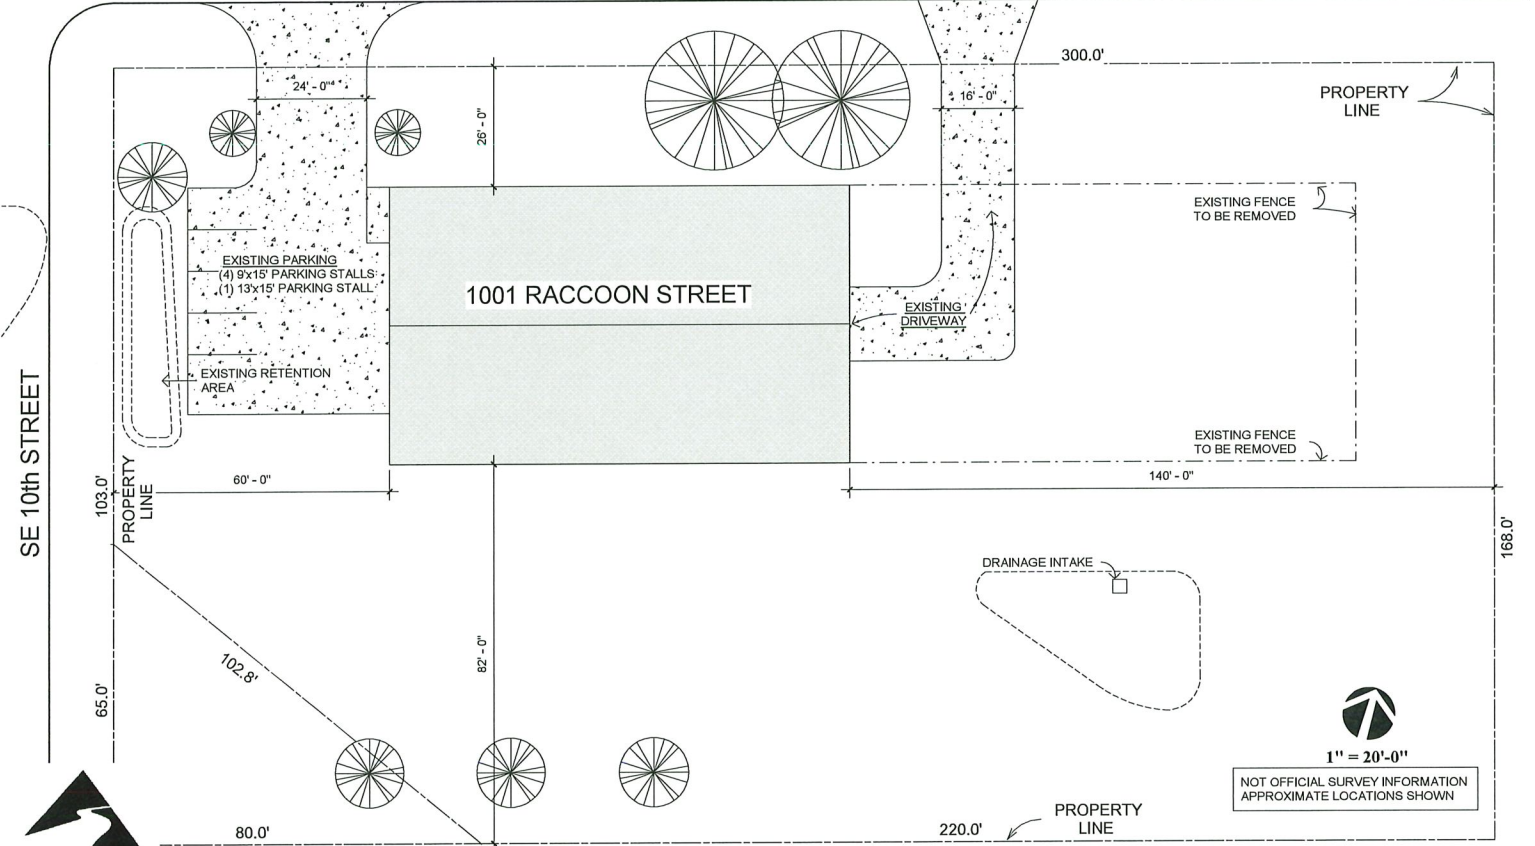 300.0'
24' - 0"
16' - 0"
PROPERTY
LINE
26' - 0"
EXISTING FENCE
TO BE REMOVED
EXISTING PARKING
(4) 9'x15' PARKING STALLS
(1) 13'x15' PARKING STALL
1001 RACCOON STREET
EXISTING
DRIVEWAY
EXISTING RETENTION
AREA
SE 10th STREET
EXISTING FENCE
TO BE REMOVED
103.0'
PROPERTY
LINE
60' - 0"
140' - 0"
168.0'
DRAINAGE INTAKE
102.8'
82' - 0"
65.0'
1" = 20'-0"
NOT OFFICIAL SURVEY INFORMATION
APPROXIMATE LOCATIONS SHOWN
80.0'
220.0'
PROPERTY
LINE